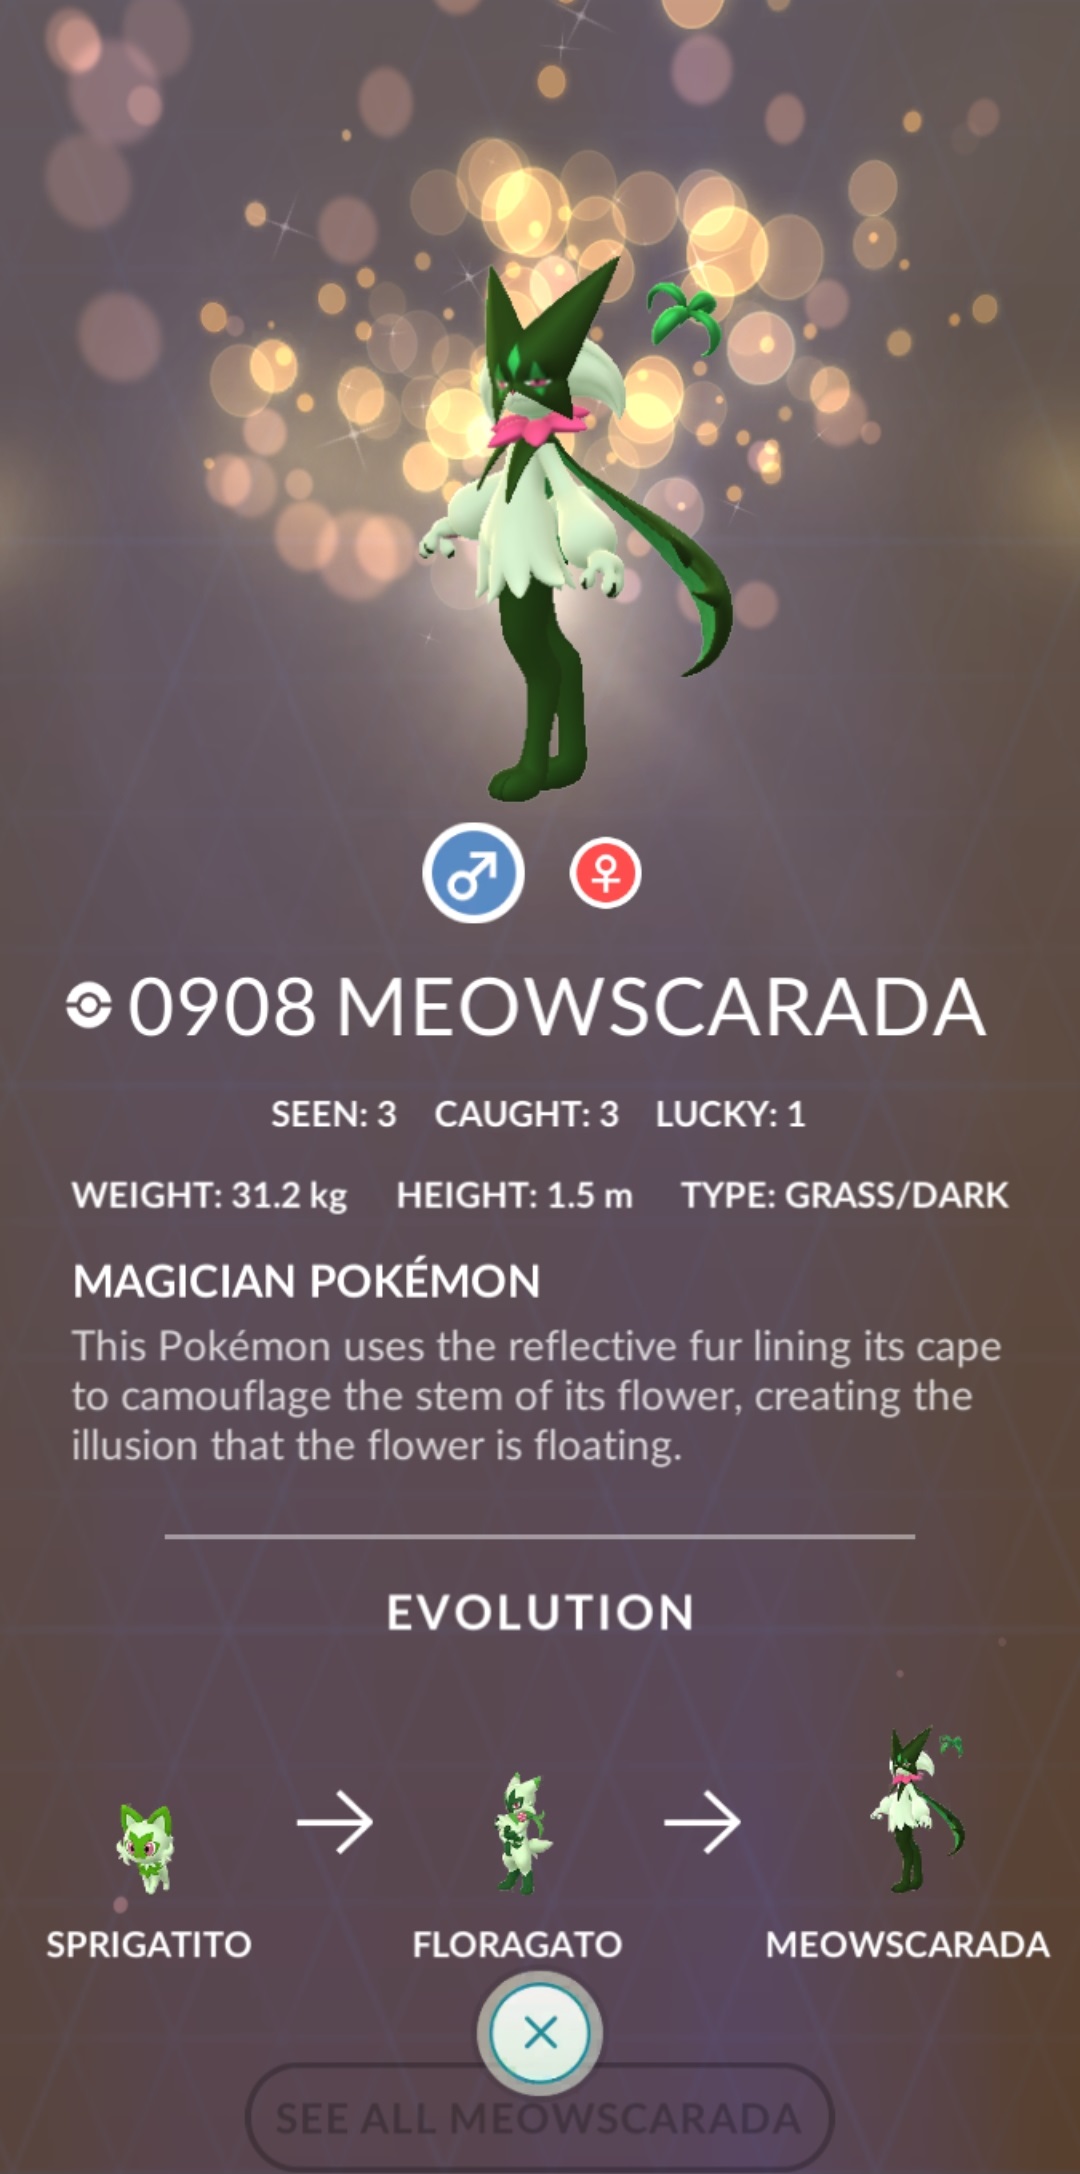 0908 MEOWSCARADA
SEEN: 3 CAUGHT: 3 LUCKY: 1
WEIGHT: 31.2 kg HEIGHT: 1.5 m TYPE: GRASS/DARK
MAGICIAN POKÉMON
This Pokémon uses the reflective fur lining its cape
to camouflage the stem of its flower, creating the
illusion that the flower is floating.
EVOLUTION
SPRIGATITO FLORAGATO MEOWSCARADA
SEE ALL MEOWSCARADA